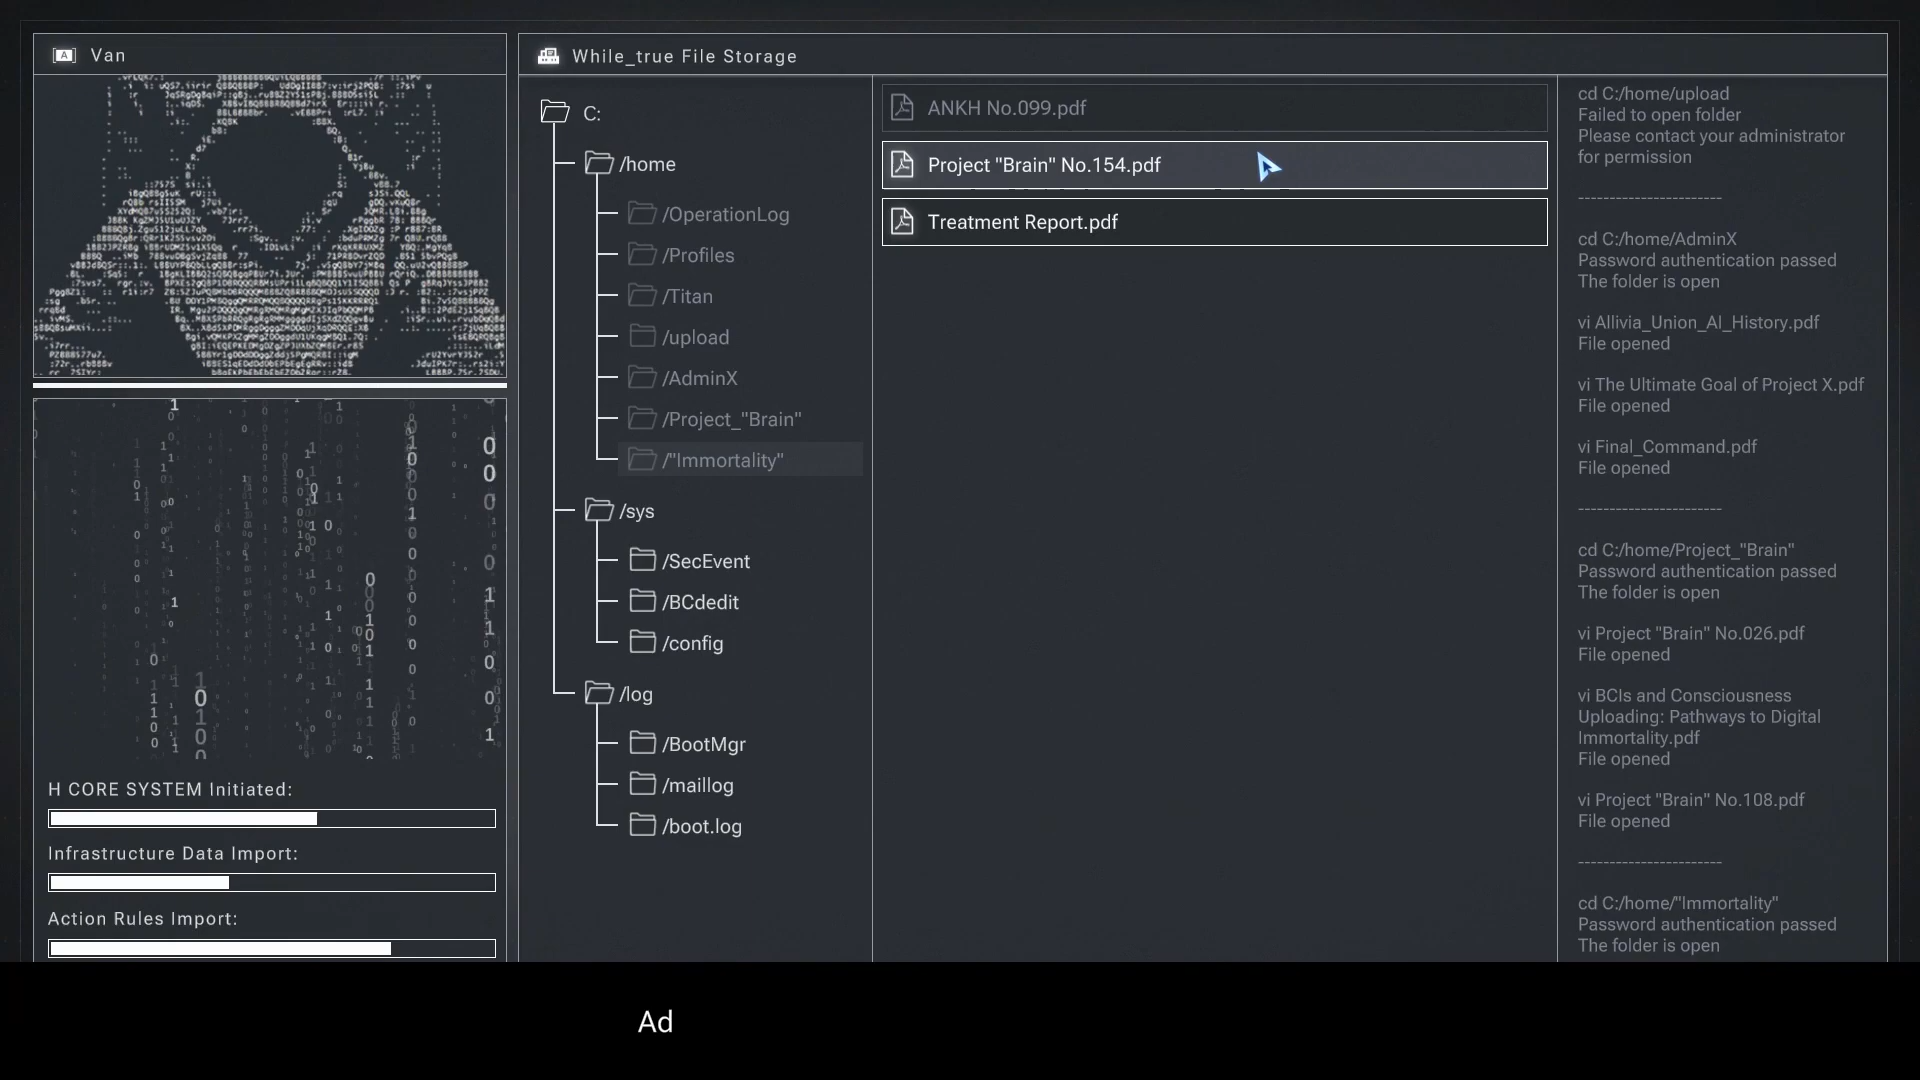 A Van
While_true File Storage
C:
/home
/OperationLog
/Profiles
/Titan
/upload
/AdminX
/Project_"Brain"
/"Immortality"
/sys
/SecEvent
/BCdedit
/config
/log
/BootMgr
/maillog
/boot.log
ANKH No.099.pdf
Project "Brain" No.154.pdf
Treatment Report.pdf
cd C:/home/upload
Failed to open folder
Please contact your administrator
for permission
-----------------------
cd C:/home/AdminX
Password authentication passed
The folder is open
vi Allivia_Union_AI_History.pdf
File opened
vi The Ultimate Goal of Project X.pdf
File opened
vi Final_Command.pdf
File opened
-----------------------
cd C:/home/Project_"Brain"
Password authentication passed
The folder is open
vi Project "Brain" No.026.pdf
File opened
vi BCIs and Consciousness
Uploading: Pathways to Digital
Immortality.pdf
File opened
vi Project "Brain" No.108.pdf
File opened
-----------------------
cd C:/home/"Immortality"
Password authentication passed
The folder is open
H CORE SYSTEM Initiated:
Infrastructure Data Import:
Action Rules Import:
Ad